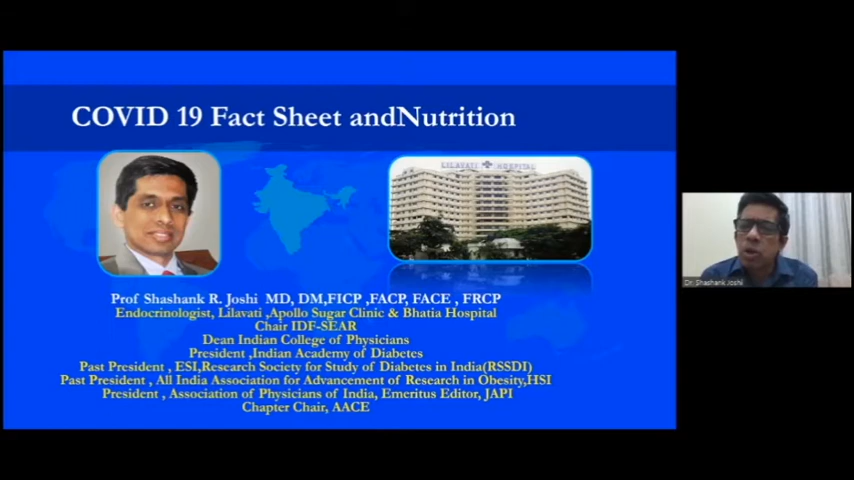 COVID 19 Fact Sheet andNutrition
LILAVATI HOSPITAL
Prof Shashank R. Joshi MD, DM,FICP ,FACP, FACE , FRCP
Endocrinologist, Lilavati ,Apollo Sugar Clinic & Bhatia Hospital
Chair IDF-SEAR
Dean Indian College of Physicians
President ,Indian Academy of Diabetes
Past President , ESI,Research Society for Study of Diabetes in India(RSSDI)
Past President , All India Association for Advancement of Research in Obesity,HSI
President , Association of Physicians of India, Emeritus Editor, JAPI
Chapter Chair, AACE
Dr. Shashank Joshi